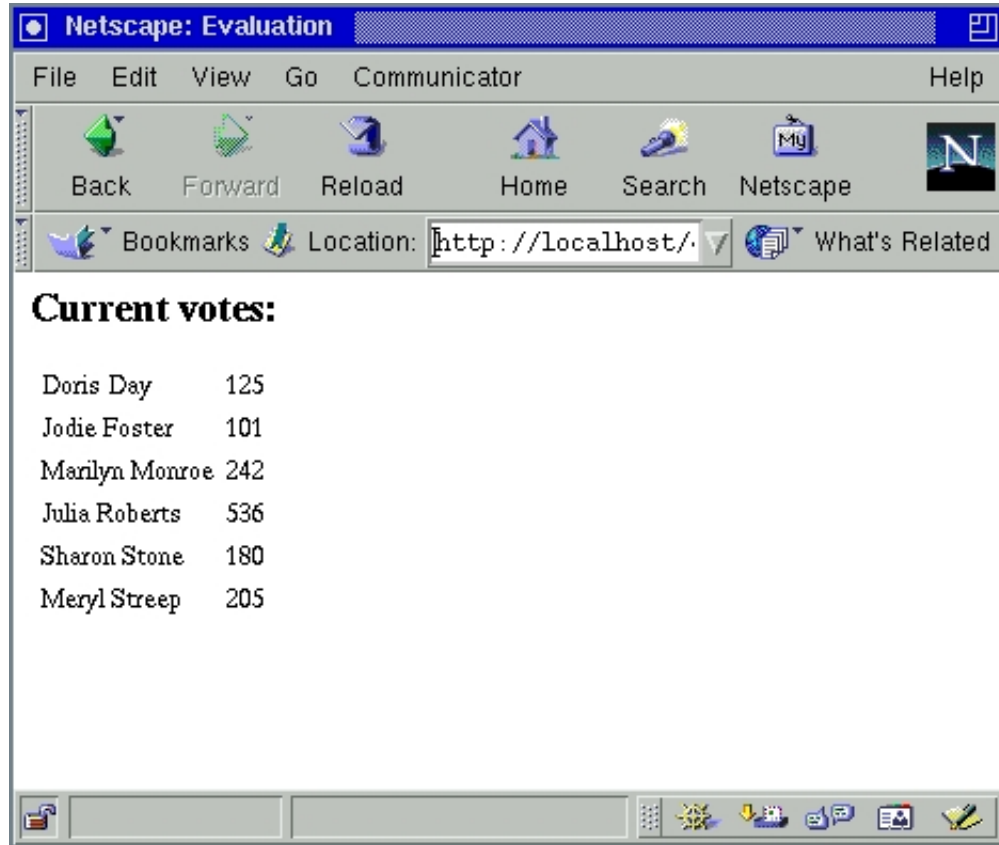 Netscape: Evaluation
File Edit View Go Communicator Help
My N
Back Forward Reload Home Search Netscape
Bookmarks Location: http://localhost/ What's Related
Current votes:
Doris Day 125
Jodie Foster 101
Marilyn Monroe 242
Julia Roberts 536
Sharon Stone 180
Meryl Streep 205